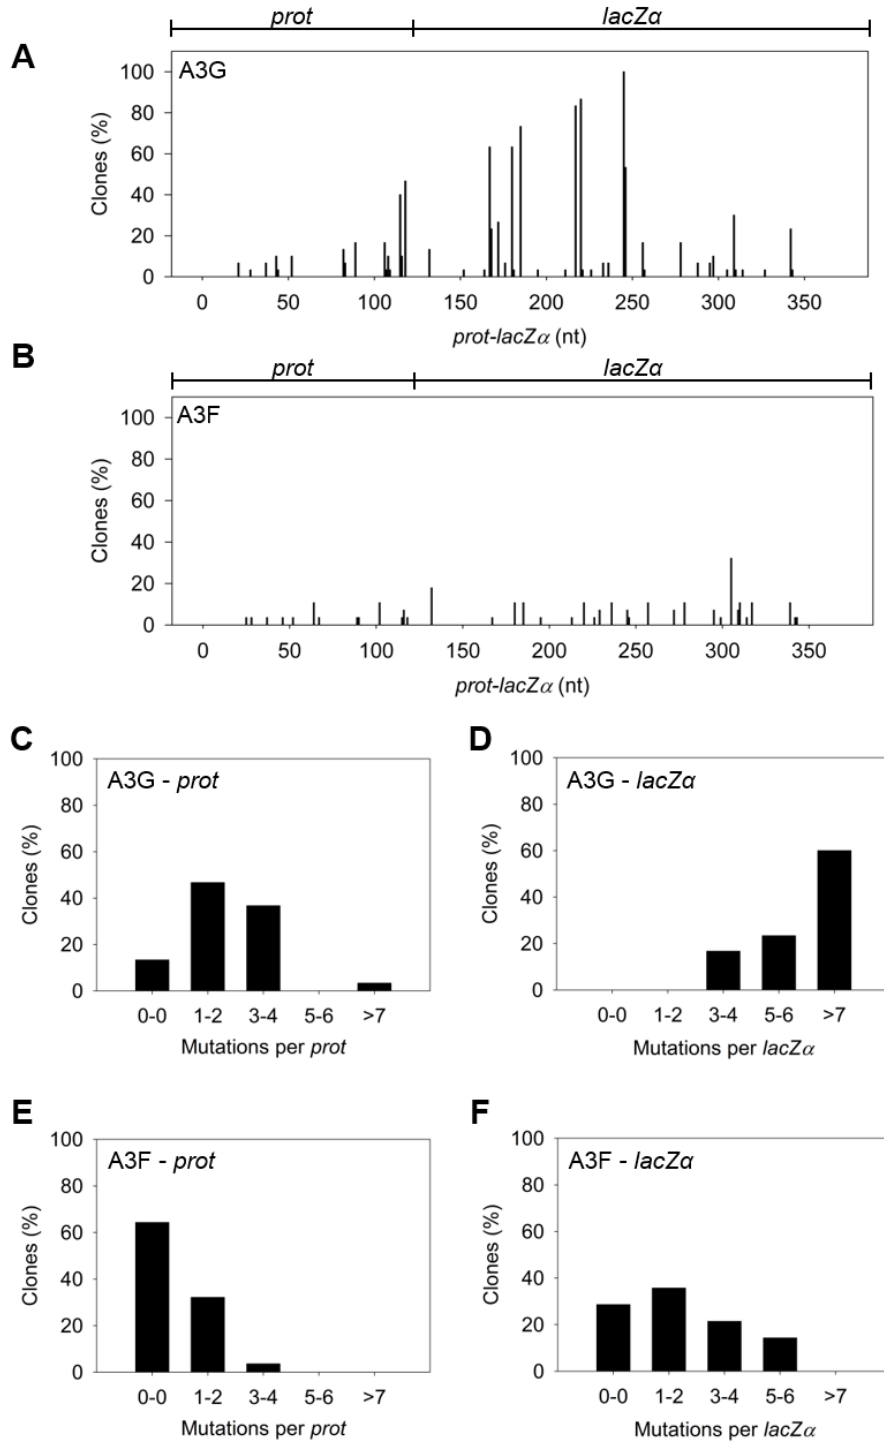 prot lacZα
A
A3G
Clones (%)
100
80
60
40
20
0
0 50 100 150 200 250 300 350
prot-lacZα (nt)
B
prot lacZα
A3F
Clones (%)
100
80
60
40
20
0
0 50 100 150 200 250 300 350
prot-lacZα (nt)
C
A3G - prot
Clones (%)
100
80
60
40
20
0
0-0 1-2 3-4 5-6 >7
Mutations per prot
D
A3G - lacZα
Clones (%)
100
80
60
40
20
0
0-0 1-2 3-4 5-6 >7
Mutations per lacZα
E
A3F - prot
Clones (%)
100
80
60
40
20
0
0-0 1-2 3-4 5-6 >7
Mutations per prot
F
A3F - lacZα
Clones (%)
100
80
60
40
20
0
0-0 1-2 3-4 5-6 >7
Mutations per lacZα